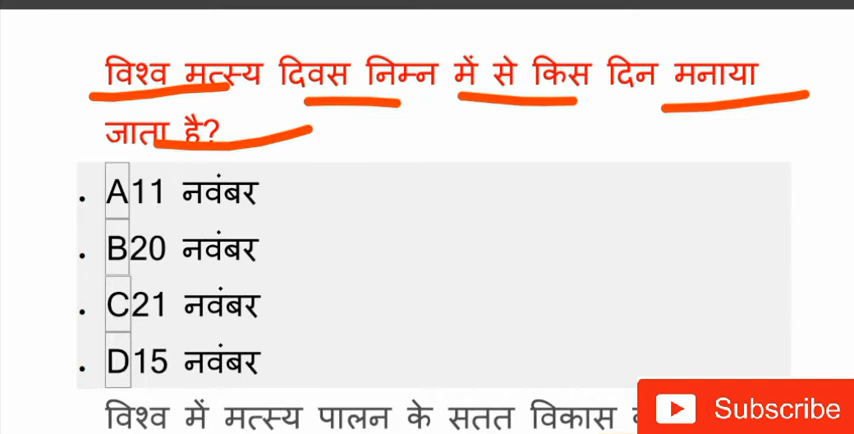 विश्व मत्स्य दिवस निम्न में से किस दिन मनाया
जाता है?
. A11 नवंबर
. B20 नवंबर
. C21 नवंबर
. D15 नवंबर
विश्व में मत्स्य पालन के सतत विकास
Subscribe